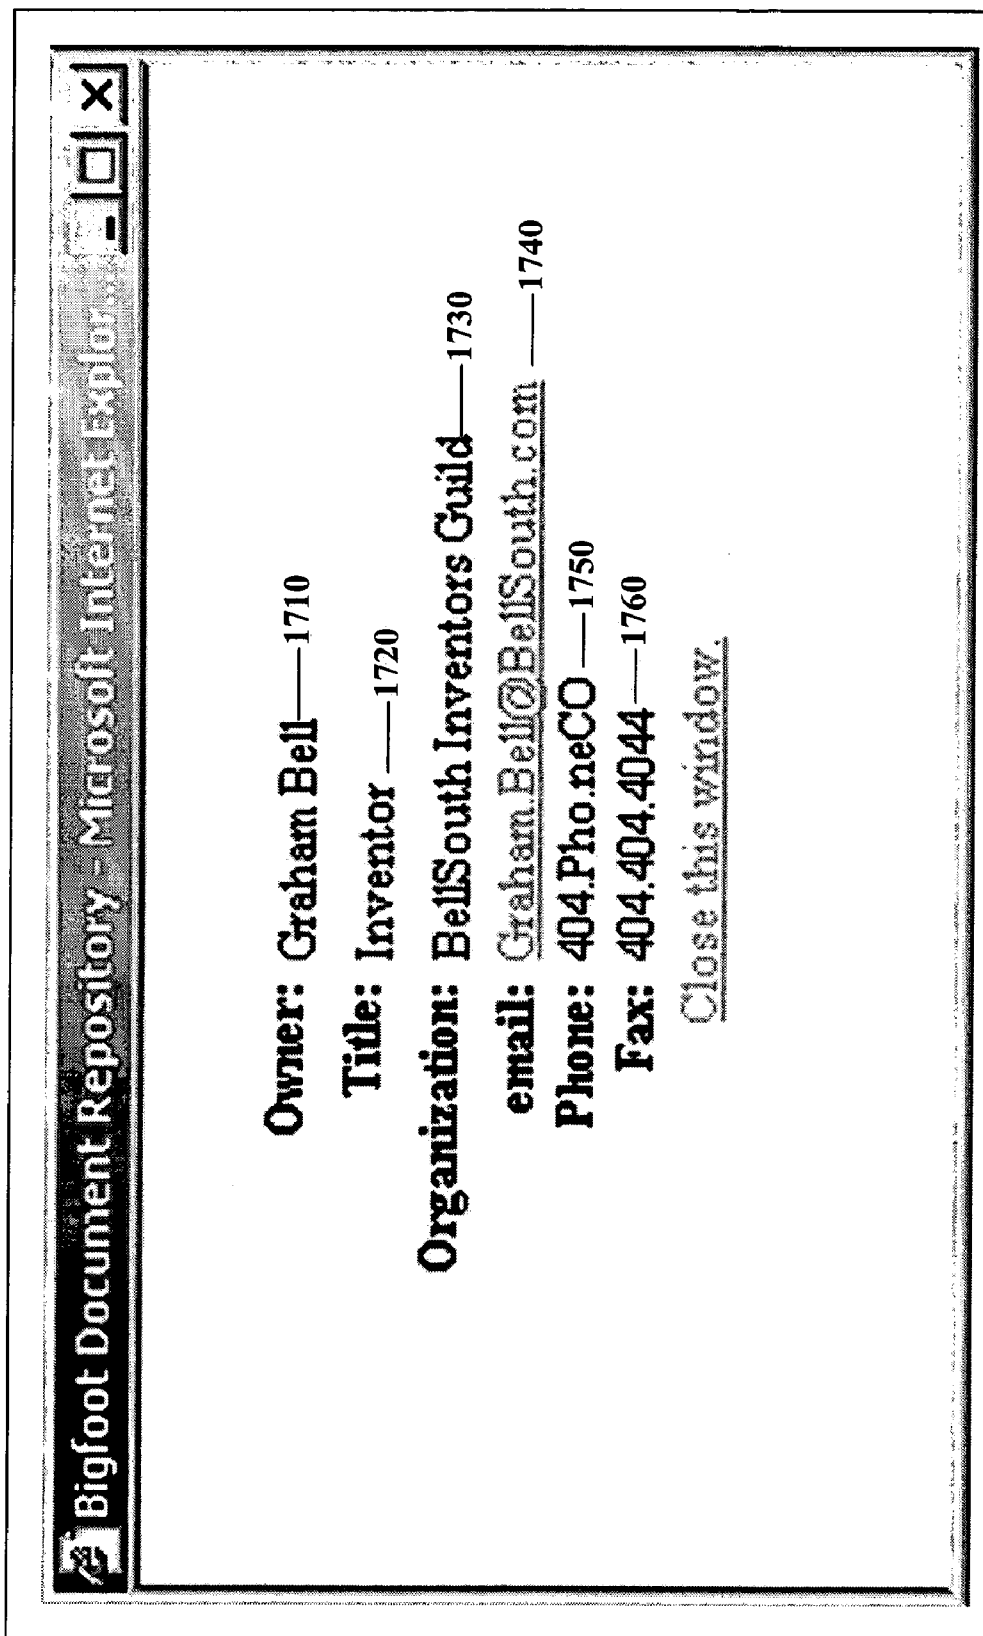 Bigfoot Document Repository - Microsoft Internet Explor...
Owner: Graham Bell 1710
Title: Inventor 1720
Organization: BellSouth Inventors Guild 1730
email: Graham.Bell@BellSouth.com 1740
Phone: 404.Pho.neCO 1750
Fax: 404.404.4044 1760
Close this window.